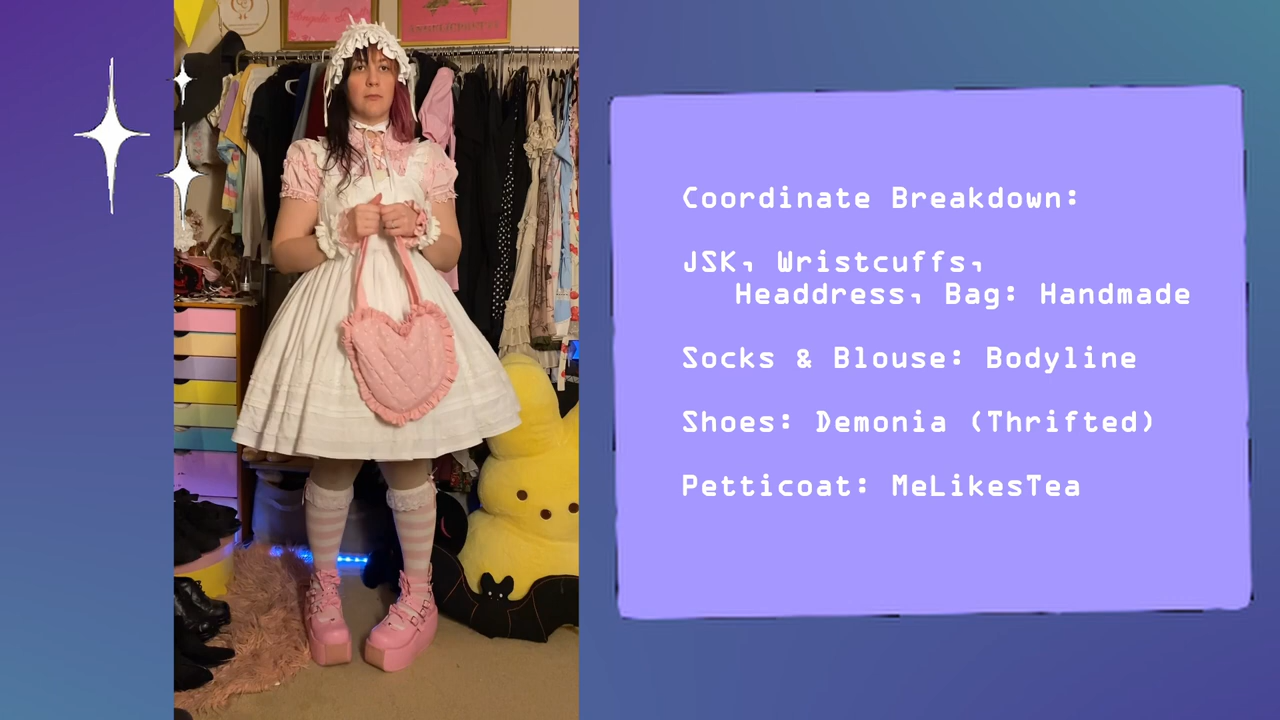 Coordinate Breakdown:
JSK, Wristcuffs,
Headdress, Bag: Handmade
Socks & Blouse: Bodyline
Shoes: Demonia (Thrifted)
Petticoat: MeLikesTea